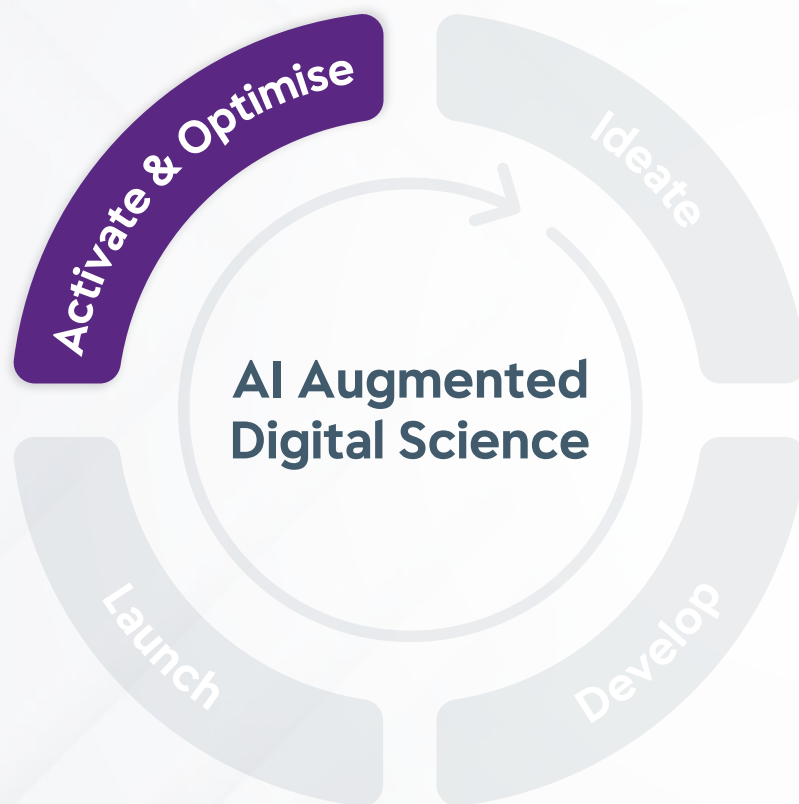 Activate & Optimise
Ideate
AI Augmented
Digital Science
Launch
Develop